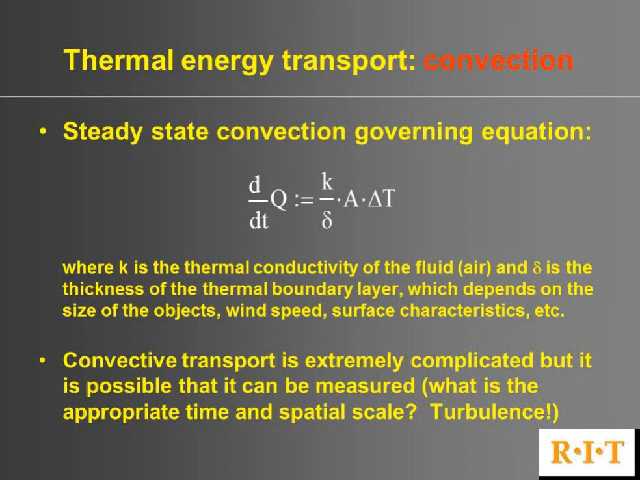 Thermal energy transport: convection
• Steady state convection governing equation:
d/dt Q := k/δ · A · ΔT
where k is the thermal conductivity of the fluid (air) and δ is the
thickness of the thermal boundary layer, which depends on the
size of the objects, wind speed, surface characteristics, etc.
• Convective transport is extremely complicated but it
is possible that it can be measured (what is the
appropriate time and spatial scale? Turbulence!)
R·I·T